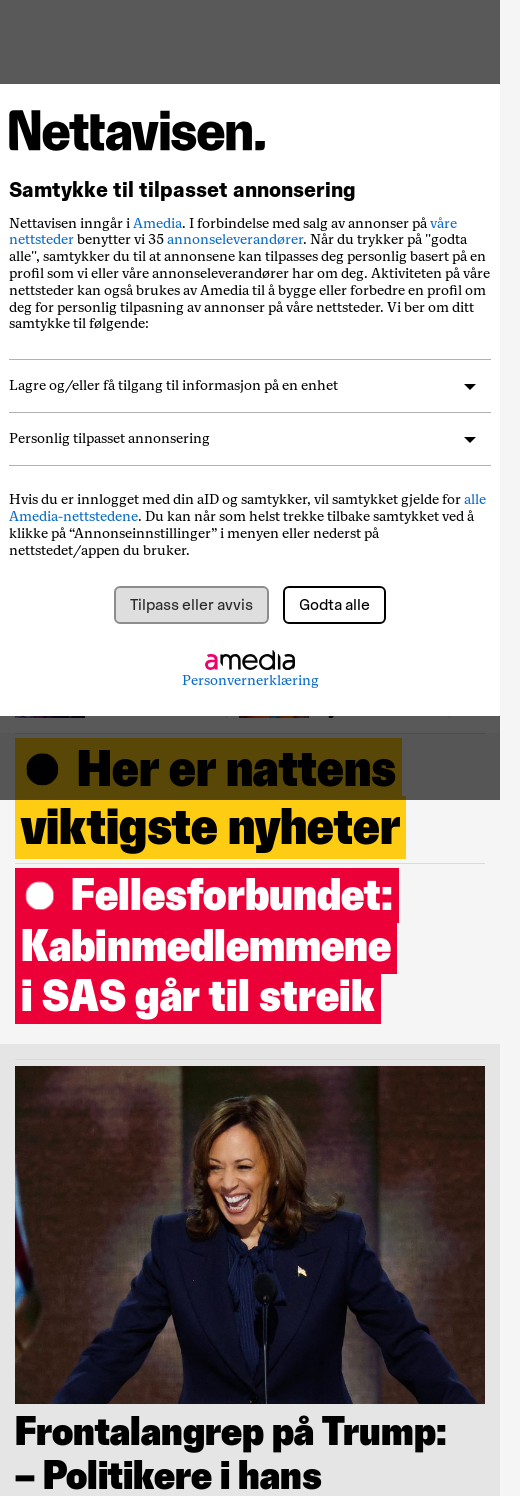 Nettavisen.
Samtykke til tilpasset annonsering
Nettavisen inngår i Amedia. I forbindelse med salg av annonser på våre
nettsteder benytter vi 35 annonseleverandører. Når du trykker på "godta
alle", samtykker du til at annonsene kan tilpasses deg personlig basert på en
profil som vi eller våre annonseleverandører har om deg. Aktiviteten på våre
nettsteder kan også brukes av Amedia til å bygge eller forbedre en profil om
deg for personlig tilpasning av annonser på våre nettsteder. Vi ber om ditt
samtykke til følgende:
Lagre og/eller få tilgang til informasjon på en enhet
Personlig tilpasset annonsering
Hvis du er innlogget med din aID og samtykker, vil samtykket gjelde for alle
Amedia-nettstedene. Du kan når som helst trekke tilbake samtykket ved å
klikke på “Annonseinnstillinger” i menyen eller nederst på
nettstedet/appen du bruker.
Tilpass eller avvis
Godta alle
amedia
Personvernerklæring
Her er nattens
viktigste nyheter
Fellesforbundet:
Kabinmedlemmene
i SAS går til streik
Frontalangrep på Trump:
– Politikere i hans